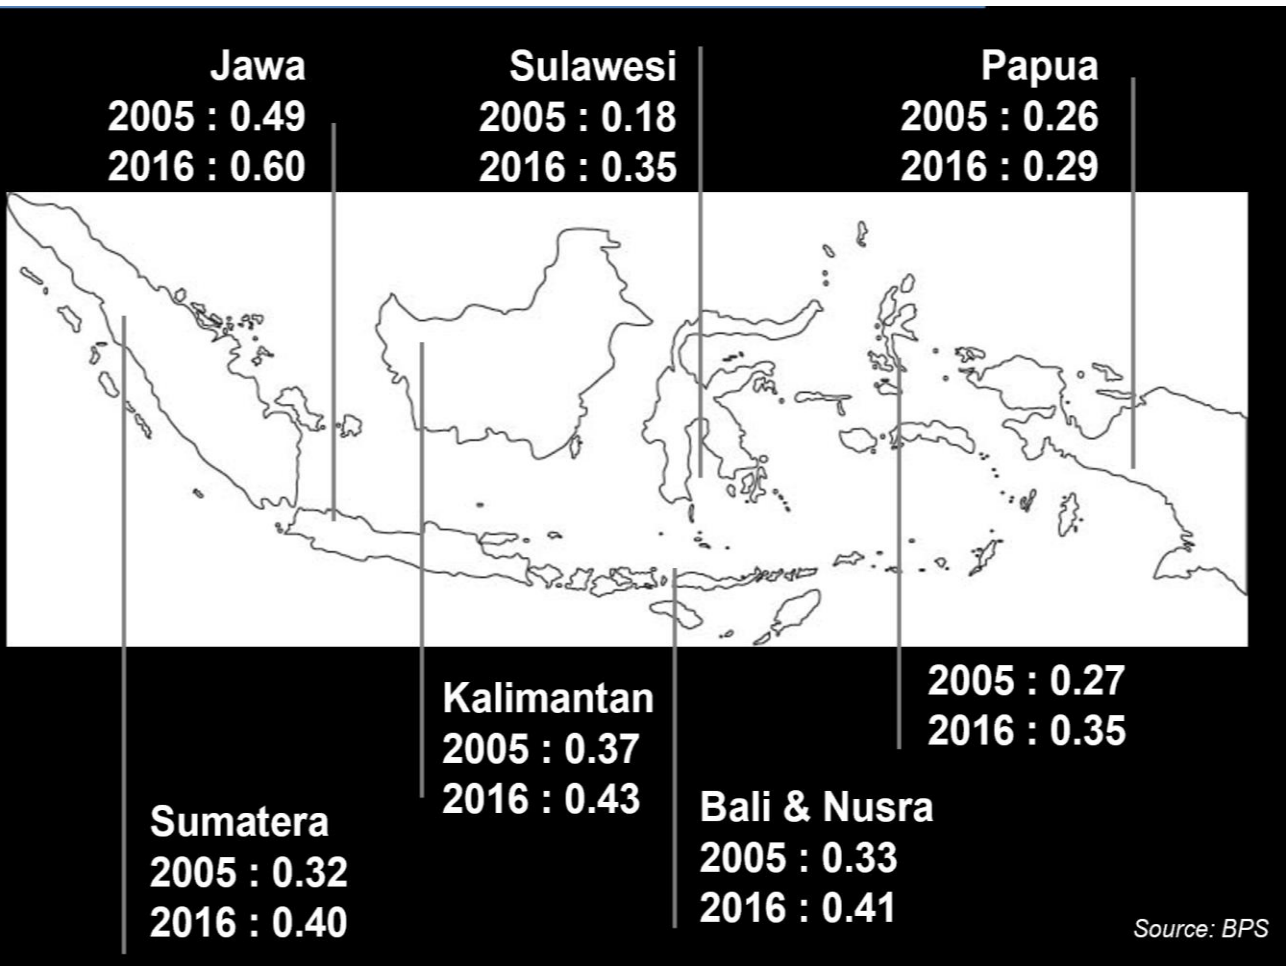 Jawa
2005 : 0.49
2016 : 0.60
Sulawesi
2005 : 0.18
2016 : 0.35
Papua
2005 : 0.26
2016 : 0.29
Kalimantan
2005 : 0.37
2016 : 0.43
2005 : 0.27
2016 : 0.35
Sumatera
2005 : 0.32
2016 : 0.40
Bali & Nusra
2005 : 0.33
2016 : 0.41
Source: BPS